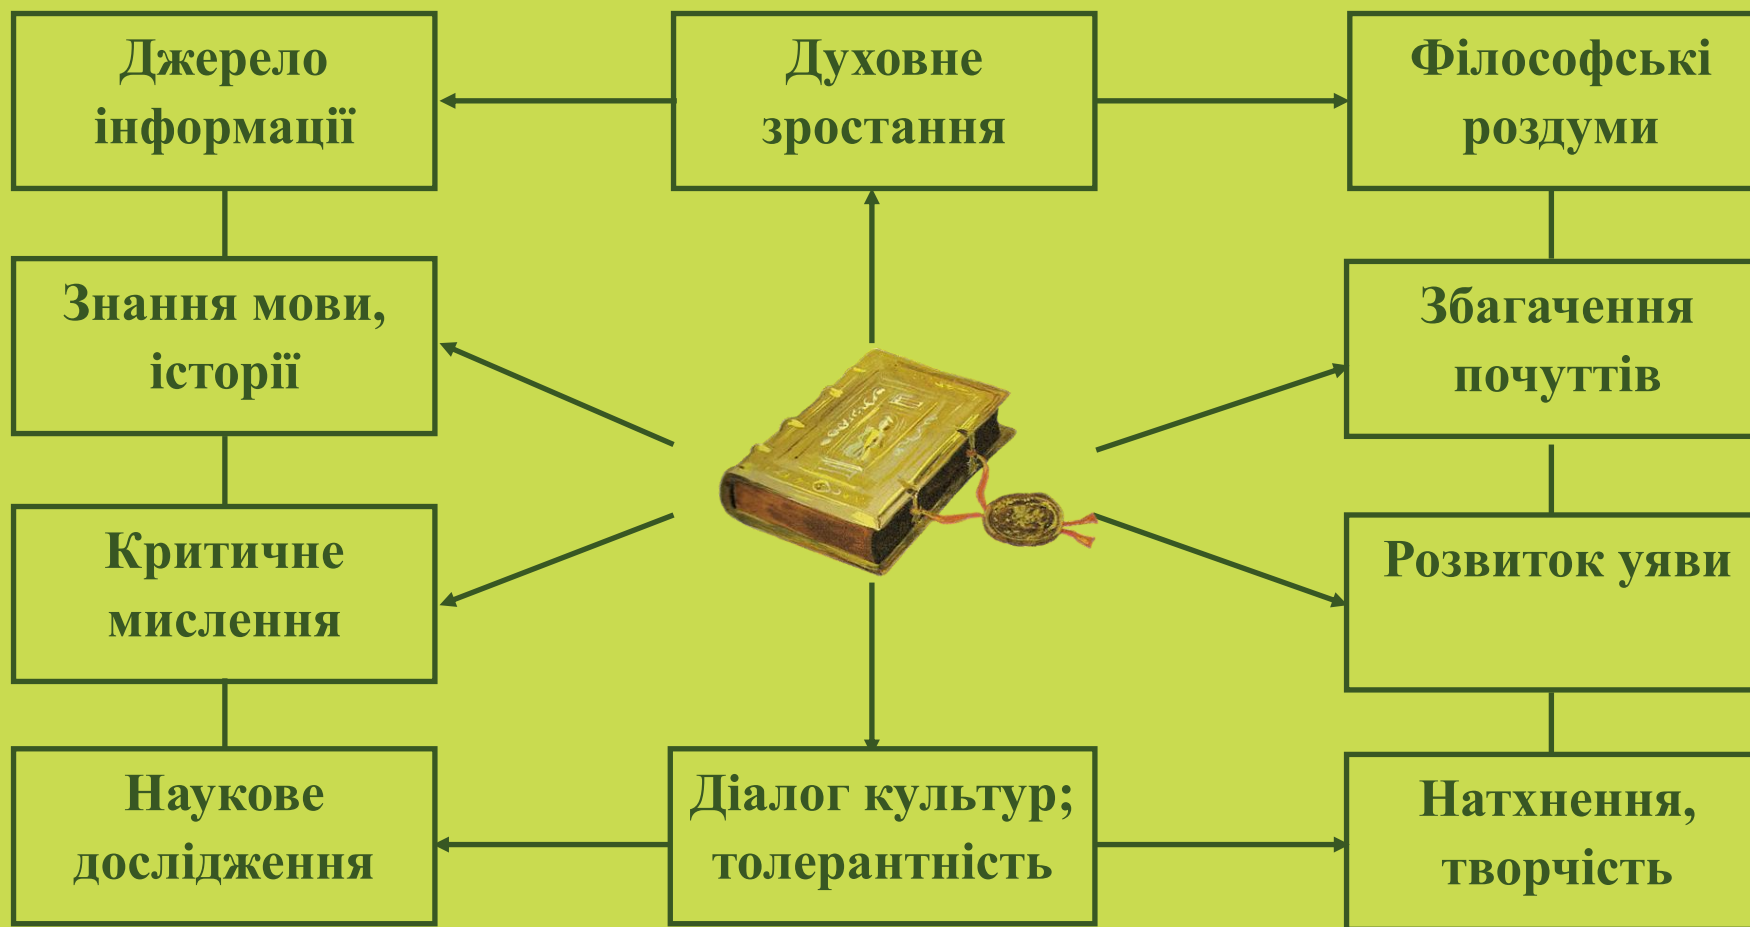 Джерело
інформації
Духовне
зростання
Філософські
роздуми
Знання мови,
історії
Збагачення
почуттів
Критичне
мислення
Розвиток уяви
Наукове
дослідження
Діалог культур;
толерантність
Натхнення,
творчість